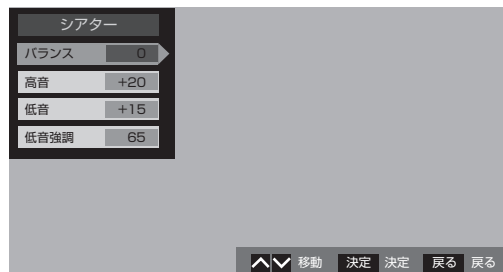 シアター
バランス 0
高音 +20
低音 +15
低音強調 65
移動 決定 決定 戻る 戻る